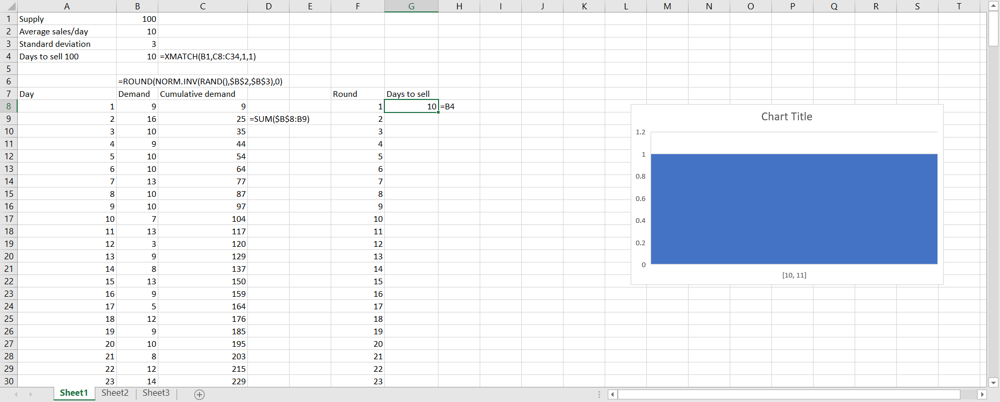 A B C D E F G H I J K L M N O P Q R S T
1 Supply 100
2 Average sales/day 10
3 Standard deviation 3
4 Days to sell 100 10 =XMATCH(B1,C8:C34,1,1)
5
6 =ROUND(NORM.INV(RAND(),$B$2,$B$3),0)
7 Day Demand Cumulative demand Round Days to sell
8 1 9 9 1 10 =B4
9 2 16 25 =SUM($B$8:B9) 2
10 3 10 35 3
11 4 9 44 4
12 5 10 54 5
13 6 10 64 6
14 7 13 77 7
15 8 10 87 8
16 9 10 97 9
17 10 7 104 10
18 11 13 117 11
19 12 3 120 12
20 13 9 129 13
21 14 8 137 14
22 15 13 150 15
23 16 9 159 16
24 17 5 164 17
25 18 12 176 18
26 19 9 185 19
27 20 10 195 20
28 21 8 203 21
29 22 12 215 22
30 23 14 229 23
Chart Title
1.2
1
0.8
0.6
0.4
0.2
0
[10, 11]
Sheet1 Sheet2 Sheet3